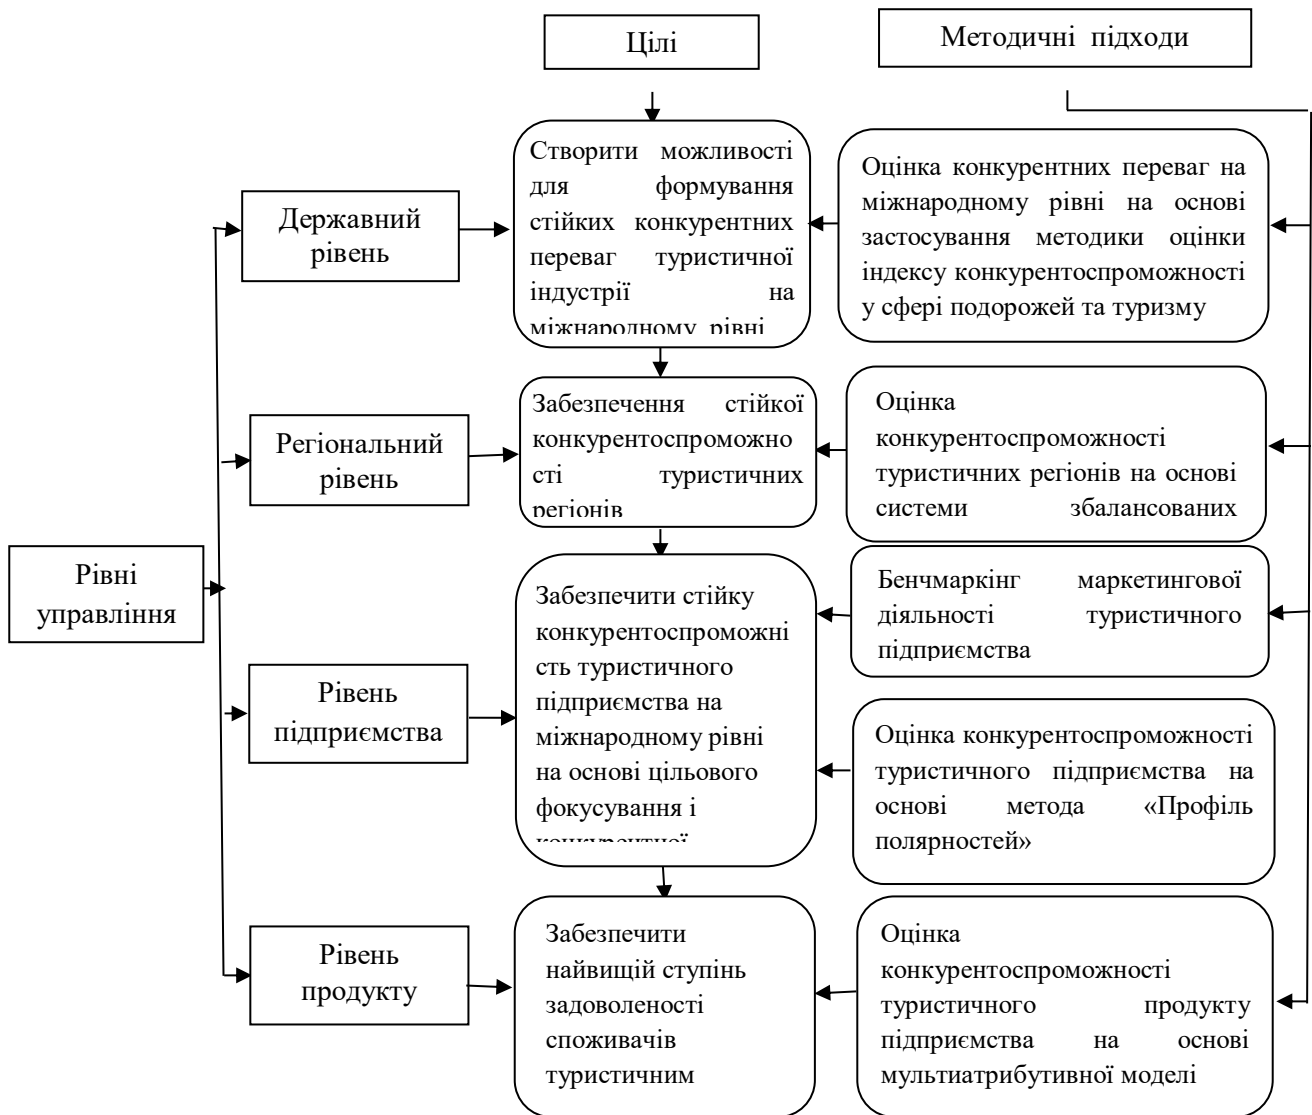 Цілі
Методичні підходи
Створити можливості
для формування
стійких конкурентних
переваг туристичної
індустрії на
міжнародному рівні
Оцінка конкурентних переваг на
міжнародному рівні на основі
застосування методики оцінки
індексу конкурентоспроможності
у сфері подорожей та туризму
Державний
рівень
Забезпечення стійкої
конкурентоспроможно
сті туристичних
регіонів
Оцінка
конкурентоспроможності
туристичних регіонів на основі
системи збалансованих
Регіональний
рівень
Рівні
управління
Забезпечити стійку
конкурентоспроможні
сть туристичного
підприємства на
міжнародному рівні
на основі цільового
фокусування і
конкурентної
Бенчмаркінг маркетингової
діяльності туристичного
підприємства
Рівень
підприємства
Оцінка конкурентоспроможності
туристичного підприємства на
основі метода «Профіль
полярностей»
Рівень
продукту
Забезпечити
найвищій ступінь
задоволеності
споживачів
туристичним
Оцінка
конкурентоспроможності
туристичного продукту
підприємства на основі
мультиатрибутивної моделі